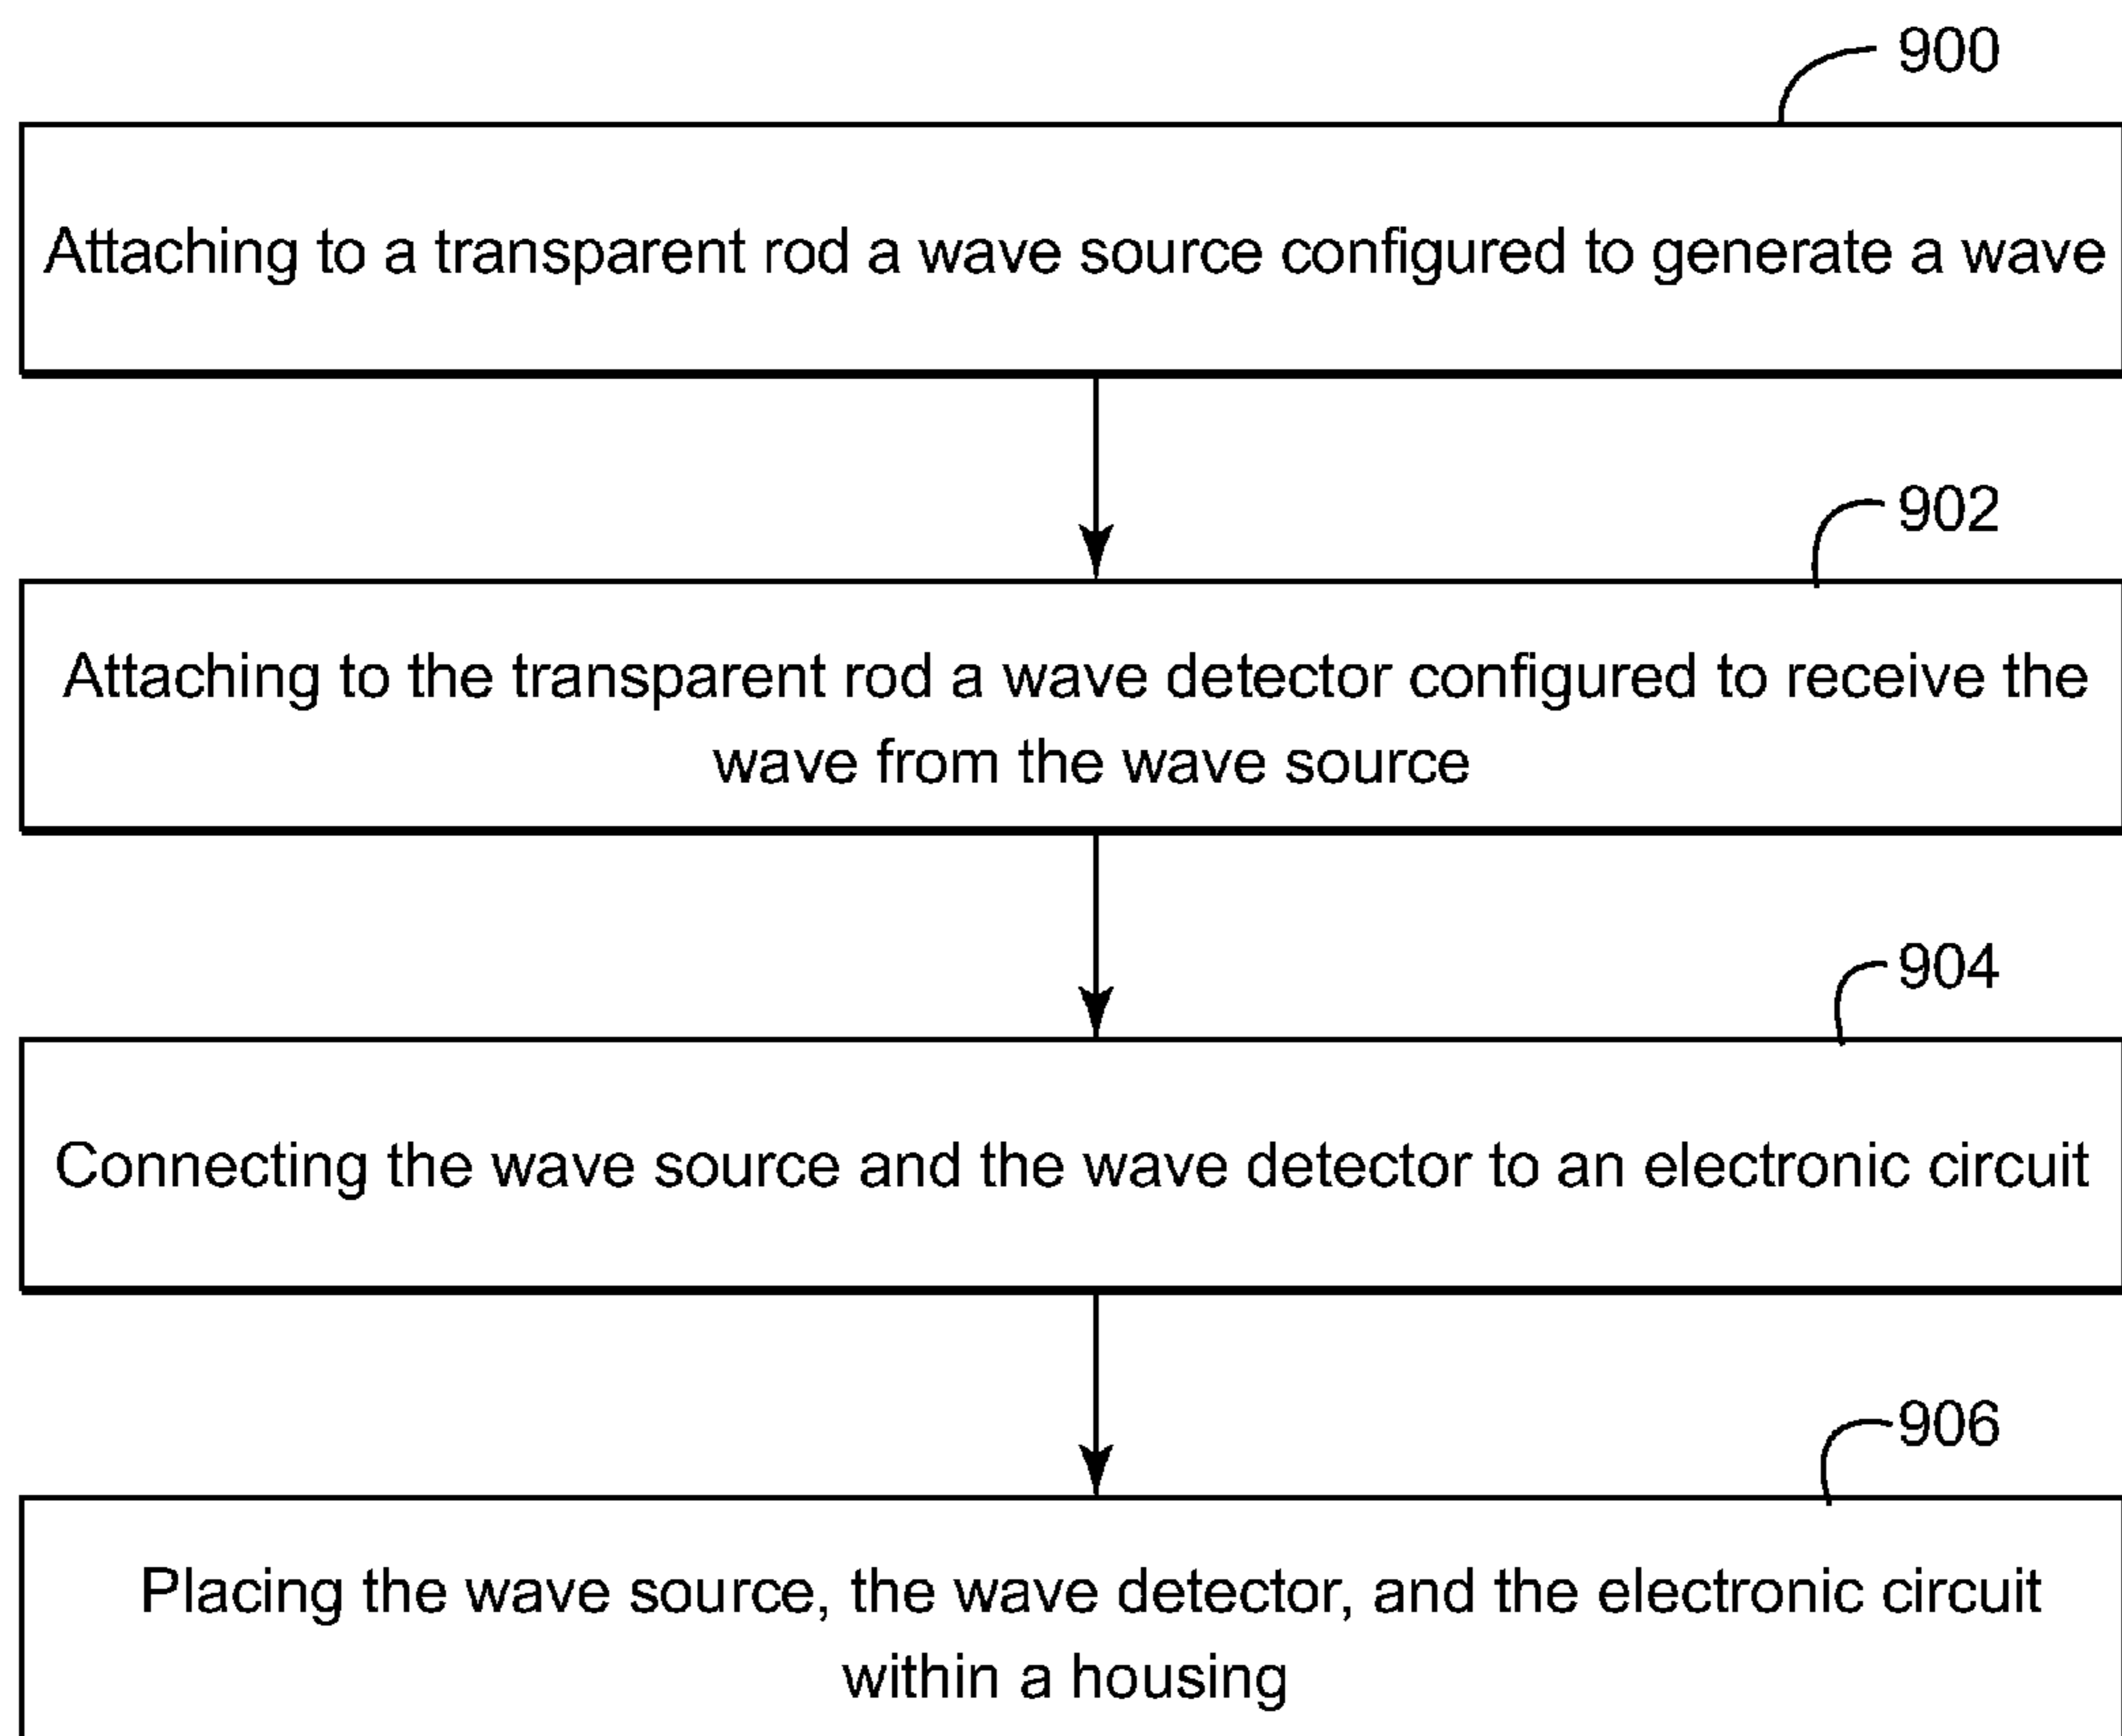 900
Attaching to a transparent rod a wave source configured to generate a wave
902
Attaching to the transparent rod a wave detector configured to receive the
wave from the wave source
904
Connecting the wave source and the wave detector to an electronic circuit
906
Placing the wave source, the wave detector, and the electronic circuit
within a housing